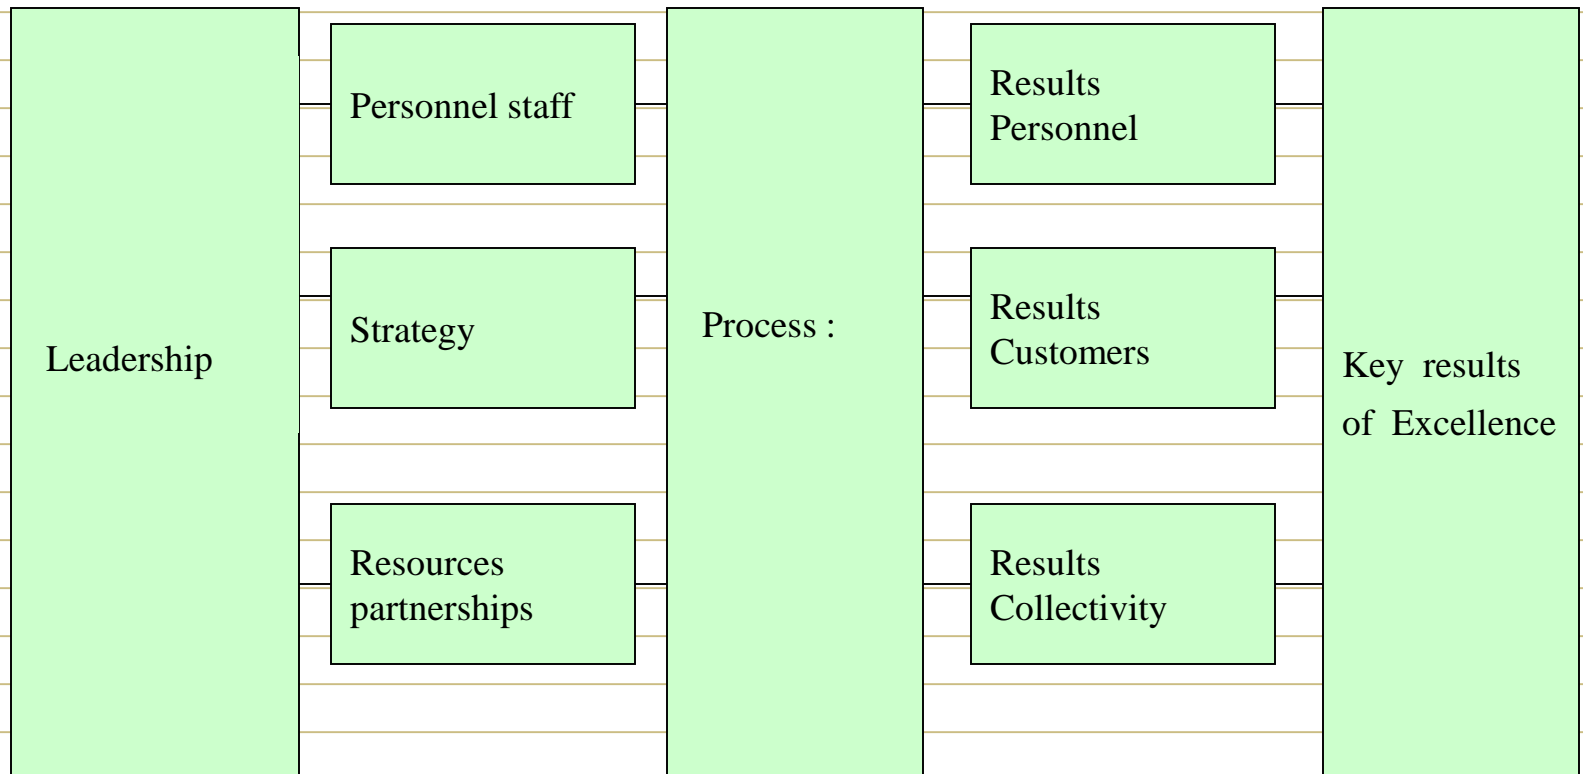 Leadership
Personnel staff
Strategy
Resources
partnerships
Process :
Results
Personnel
Results
Customers
Results
Collectivity
Key results
of Excellence